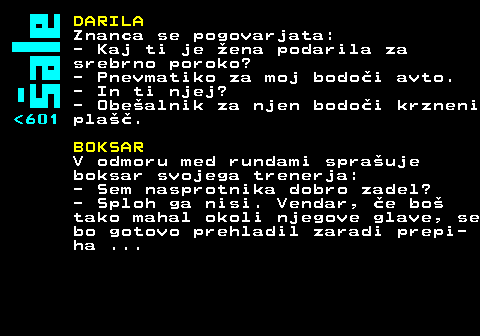 šale
<601
DARILA
Znanca se pogovarjata:
- Kaj ti je žena podarila za
srebrno poroko?
- Pnevmatiko za moj bodoči avto.
- In ti njej?
- Obešalnik za njen bodoči krzneni
plašč.
BOKSAR
V odmoru med rundami sprašuje
boksar svojega trenerja:
- Sem nasprotnika dobro zadel?
- Sploh ga nisi. Vendar, če boš
tako mahal okoli njegove glave, se
bo gotovo prehladil zaradi prepi-
ha ...